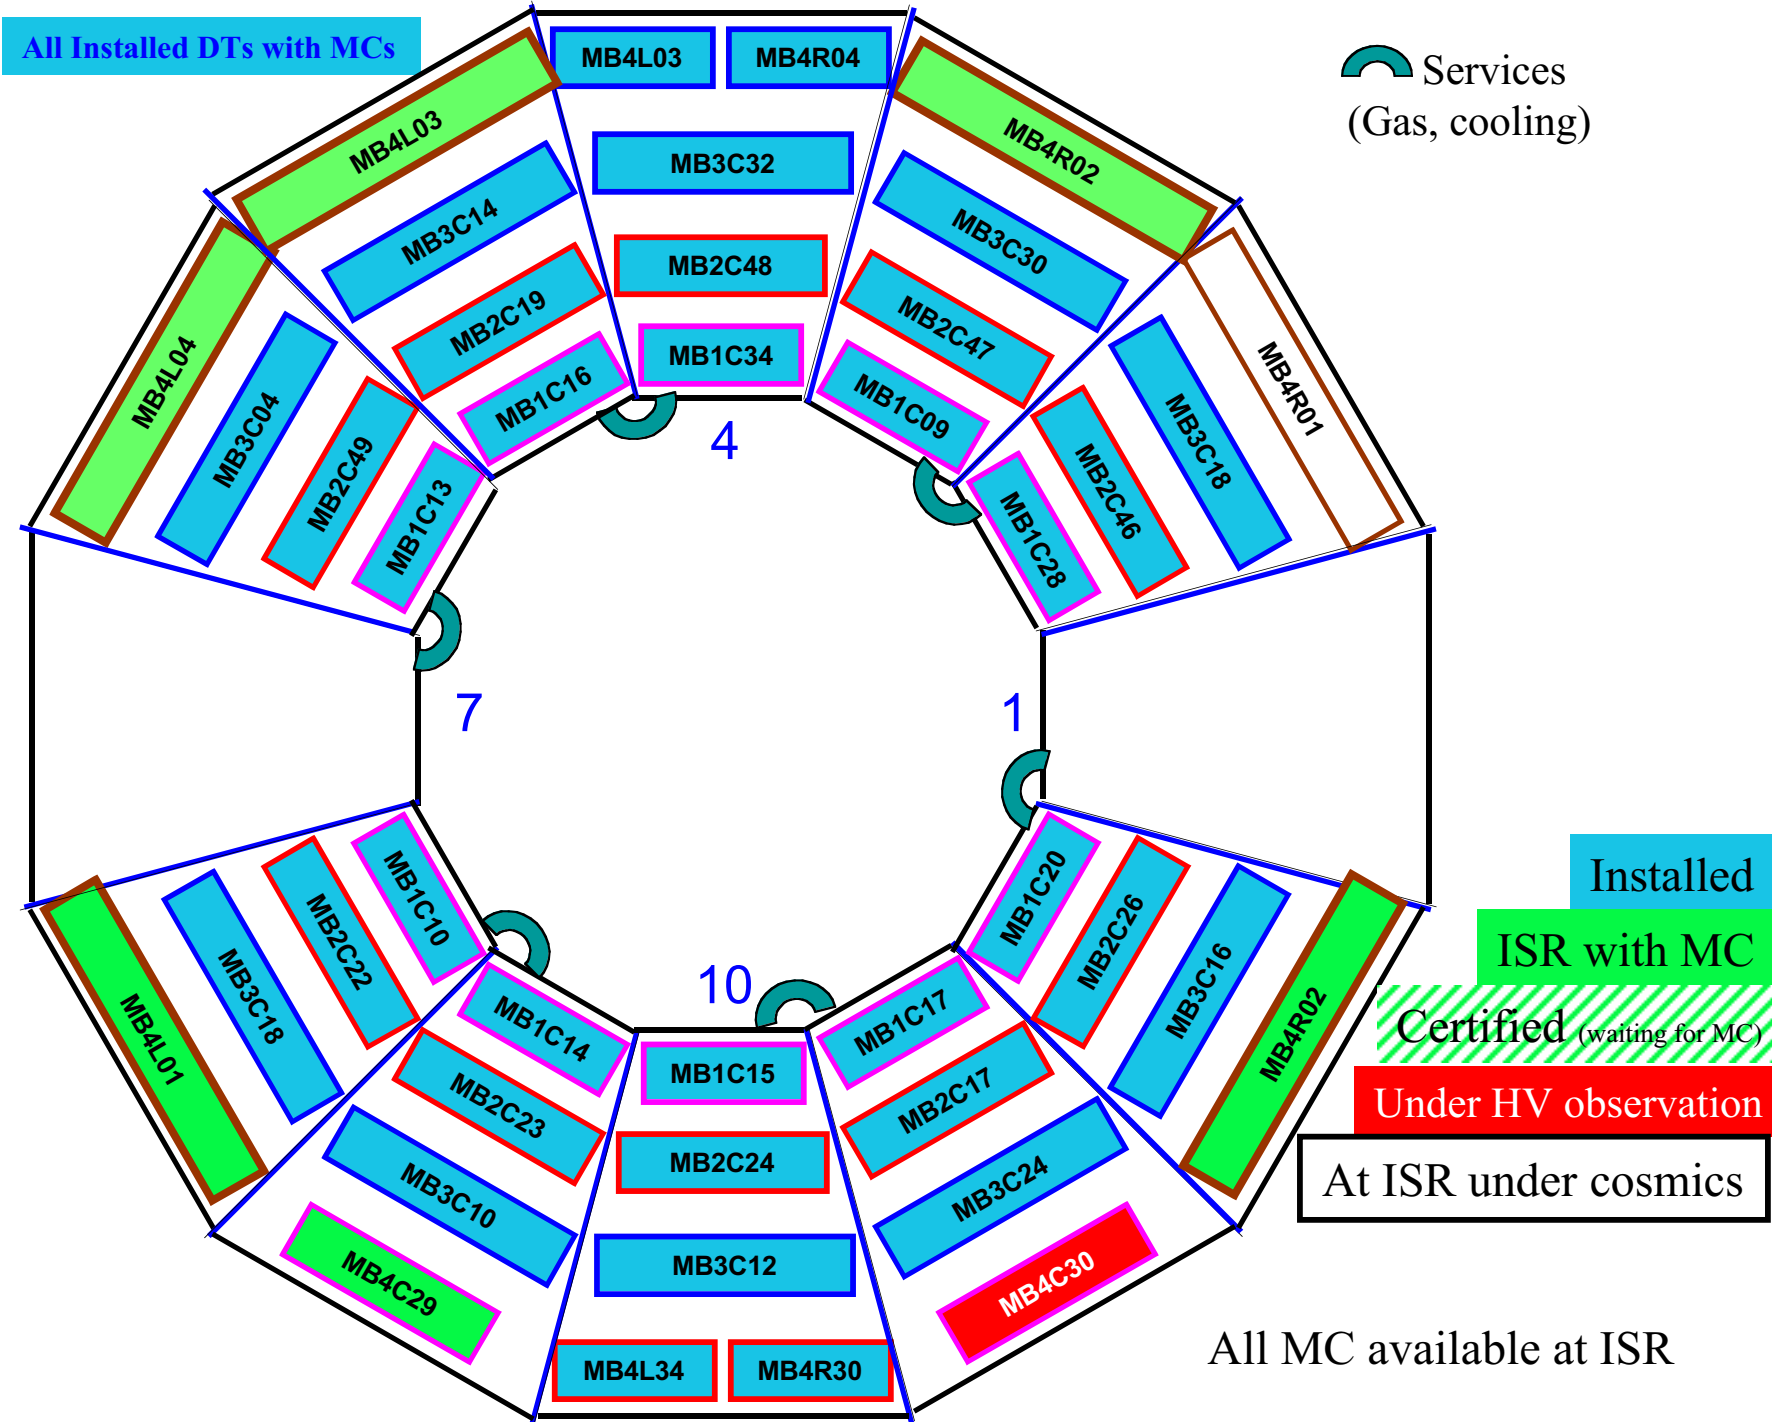 All Installed DTs with MCs
MB4L03
MB4R04
Services
(Gas, cooling)
MB4L03
MB4R02
MB3C32
MB3C14
MB3C30
MB2C48
MB2C19
MB2C47
MB1C34
MB1C16
MB1C09
MB4L04
MB3C04
MB2C49
MB1C13
4
MB4R01
MB3C18
MB2C46
MB1C28
7
1
MB1C10
MB2C22
MB3C18
MB4L01
MB1C20
MB2C26
MB3C16
MB4R02
10
MB1C14
MB1C15
MB1C17
MB2C23
MB2C24
MB2C17
MB3C10
MB3C12
MB3C24
MB4C29
MB4C30
MB4L34
MB4R30
Installed
ISR with MC
Certified (waiting for MC)
Under HV observation
At ISR under cosmics
All MC available at ISR